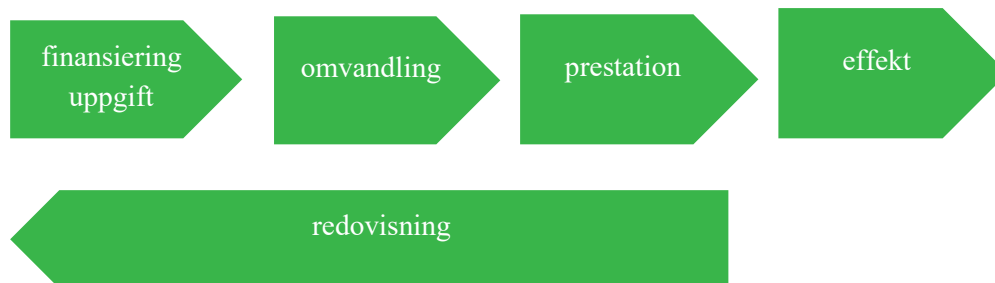 finansiering
uppgift
omvandling
prestation
effekt
redovisning